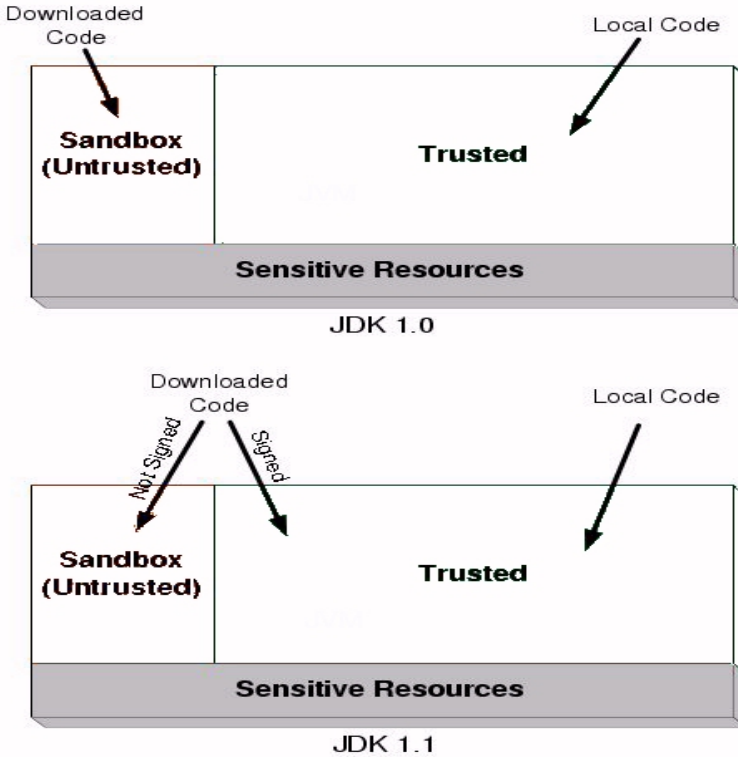 Downloaded
Code
Local Code
Sandbox
(Untrusted)
Trusted
Sensitive Resources
JDK 1.0
Downloaded
Code
Local Code
Not Signed
Signed
Sandbox
(Untrusted)
Trusted
Sensitive Resources
JDK 1.1